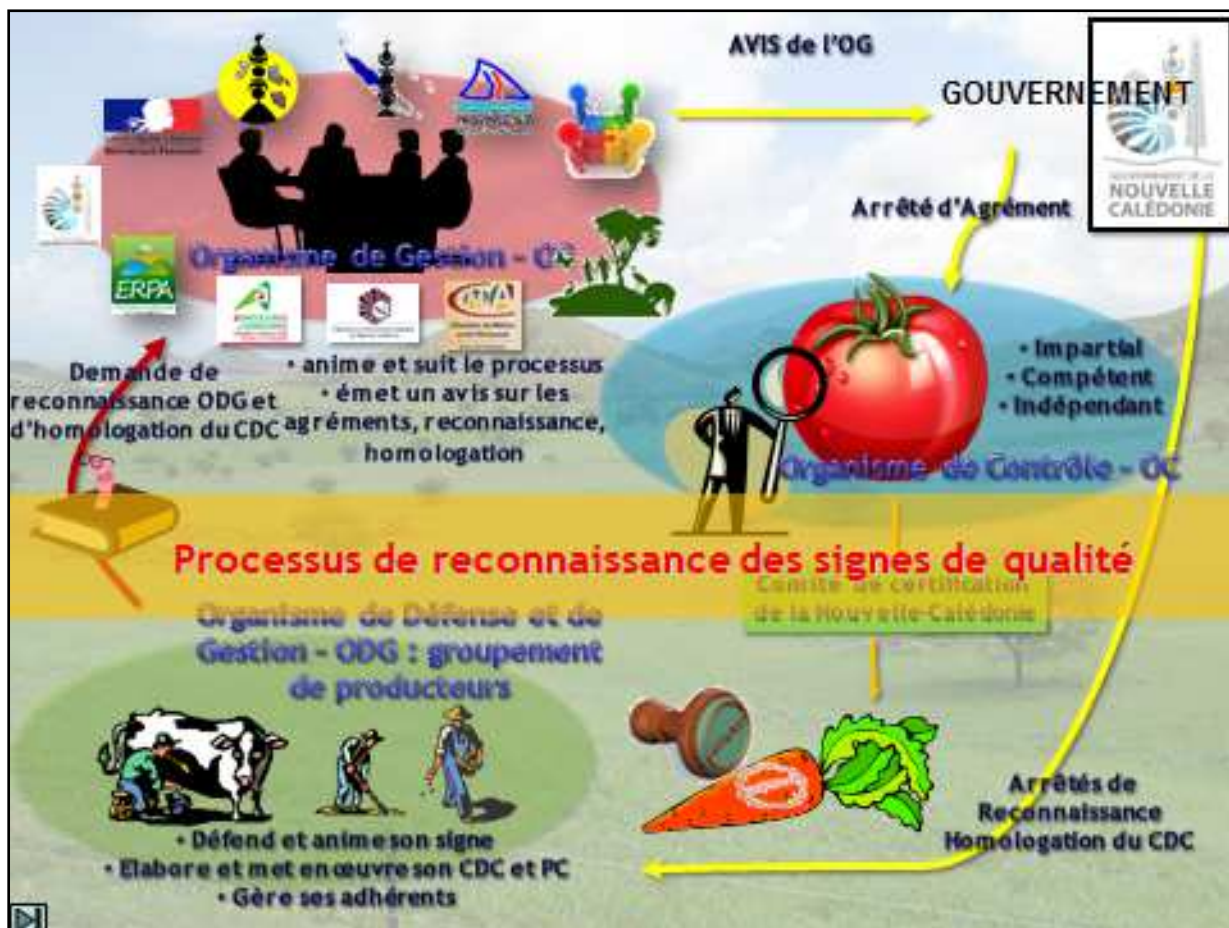 AVIS de l'OG
GOUVERNEMENT
GOUVERNEMENT DE LA
NOUVELLE
CALÉDONIE
Arrêté d'Agrément
Organisme de Gestion - OG
ERPA
Demande de
reconnaissance ODG et
d'homologation du CDC
• anime et suit le processus
• émet un avis sur les
agréments, reconnaissance,
homologation
• Impartial
• Compétent
• Indépendant
Organisme de Contrôle - OC
Processus de reconnaissance des signes de qualité
Comité de certification
de la Nouvelle-Calédonie
Organisme de Défense et de
Gestion - ODG : groupement
de producteurs
• Défend et anime son signe
• Elabore et met en œuvre son CDC et PC
• Gère ses adhérents
Arrêtés de
Reconnaissance
Homologation du CDC